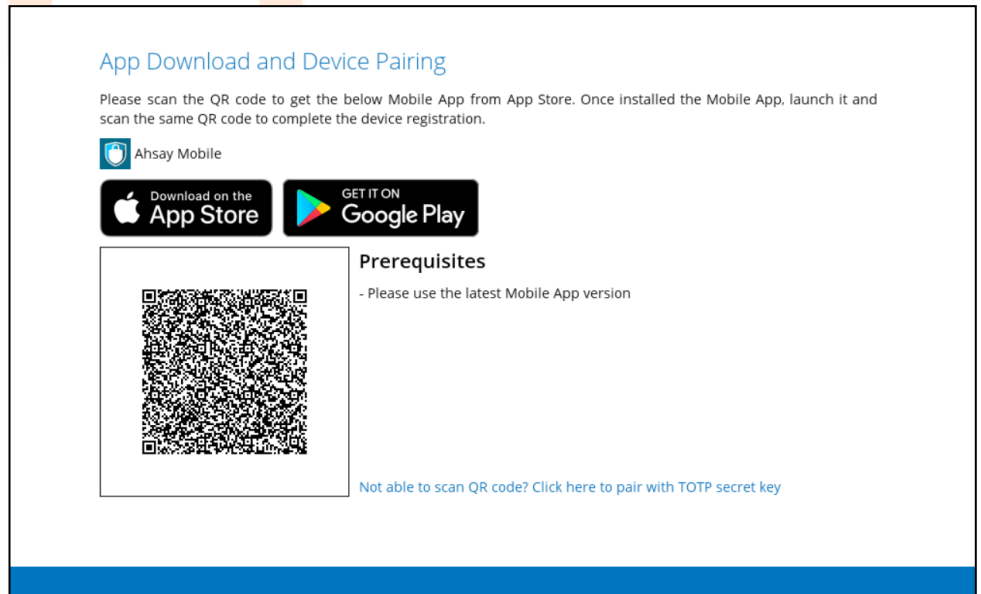 App Download and Device Pairing
Please scan the QR code to get the below Mobile App from App Store. Once installed the Mobile App, launch it and
scan the same QR code to complete the device registration.
Ahsay Mobile
Download on the
App Store
GET IT ON
Google Play
Prerequisites
- Please use the latest Mobile App version
Not able to scan QR code? Click here to pair with TOTP secret key